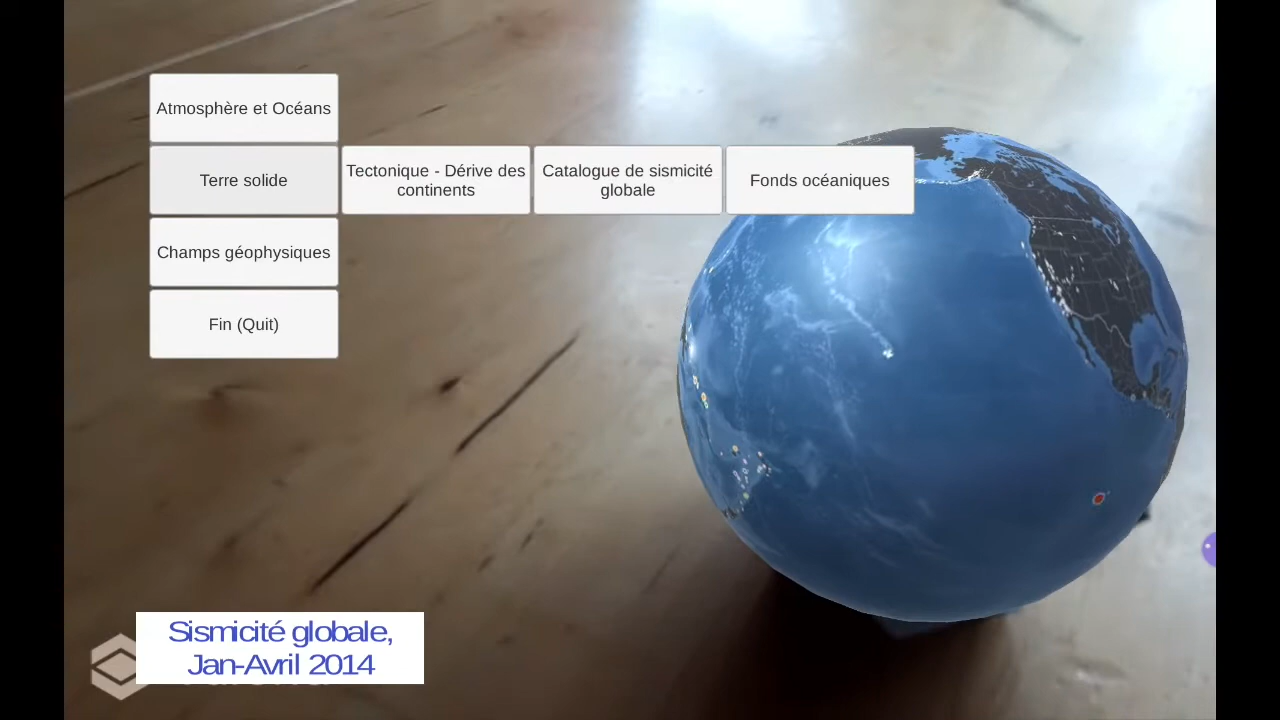 Atmosphère et Océans
Terre solide
Tectonique - Dérive des
continents
Catalogue de sismicité
globale
Fonds océaniques
Champs géophysiques
Fin (Quit)
Sismicité globale,
Jan-Avril 2014